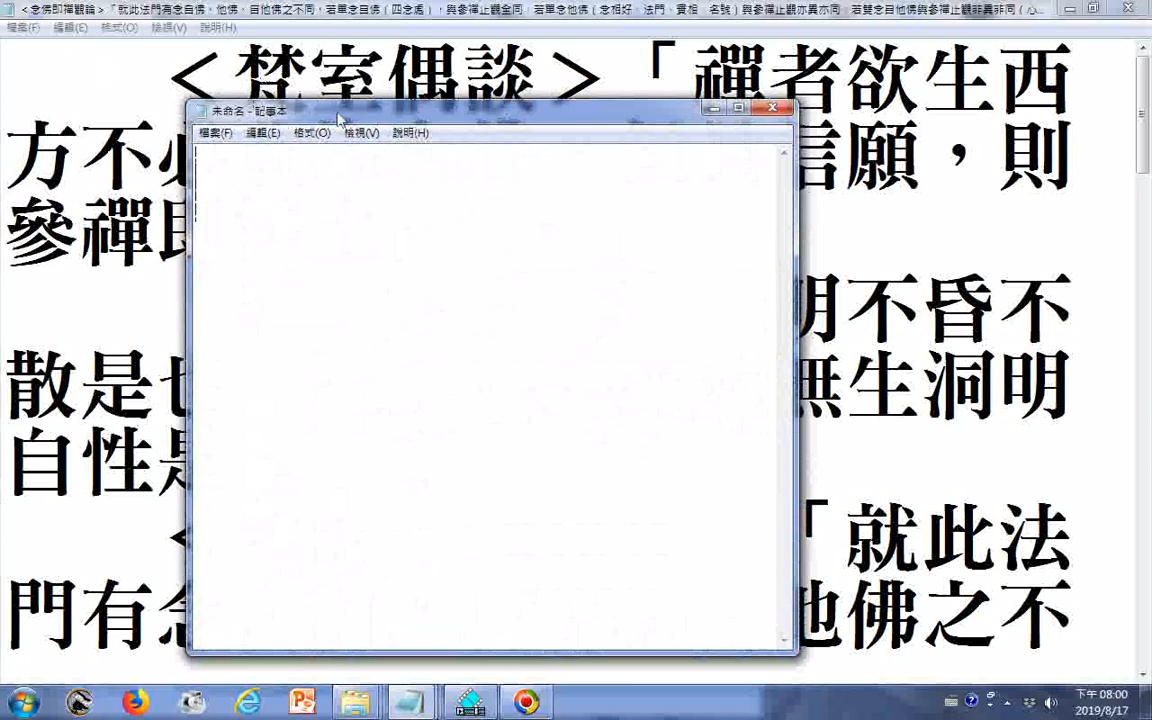 <念佛即禪觀論>「就此法門有念自佛、他佛、自他佛之不同，若單念自佛（四念處），與參禪止觀全同，若單念他佛（念相好、法門、實相、名號）與參禪止觀亦異亦同，若雙念自他佛與參禪止觀非異非同（心...
檔案(F) 編輯(E) 格式(O) 檢視(V) 說明(H)
＜梵室偶談＞「禪者欲生西
未命名 - 記事本
檔案(F) 編輯(E) 格式(O) 檢視(V) 說明(H)
方不必 信願，則
參禪即
明不昏不
散是也 無生洞明
自性是
＜ 「就此法
門有念 他佛之不
下午 08:00
2019/8/17